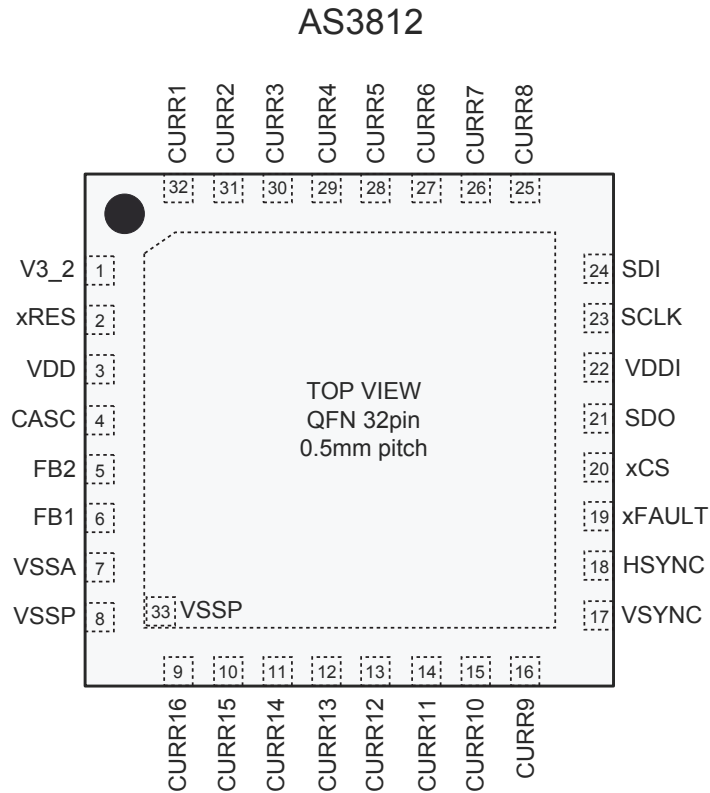 AS3812
CURR1
CURR2
CURR3
CURR4
CURR5
CURR6
CURR7
CURR8
32
31
30
29
28
27
26
25
V3_2 1
xRES 2
VDD 3
CASC 4
FB2 5
FB1 6
VSSA 7
VSSP 8
TOP VIEW
QFN 32pin
0.5mm pitch
33 VSSP
24 SDI
23 SCLK
22 VDDI
21 SDO
20 xCS
19 xFAULT
18 HSYNC
17 VSYNC
9
10
11
12
13
14
15
16
CURR16
CURR15
CURR14
CURR13
CURR12
CURR11
CURR10
CURR9